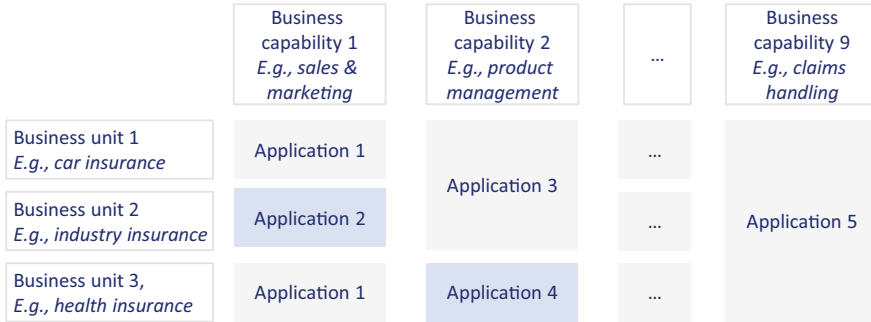 Business
capability 1
E.g., sales &
marketing
Business
capability 2
E.g., product
management
...
Business
capability 9
E.g., claims
handling
Business unit 1
E.g., car insurance
Application 1
Application 3
...
Application 5
Business unit 2
E.g., industry insurance
Application 2
...
Business unit 3,
E.g., health insurance
Application 1
Application 4
...